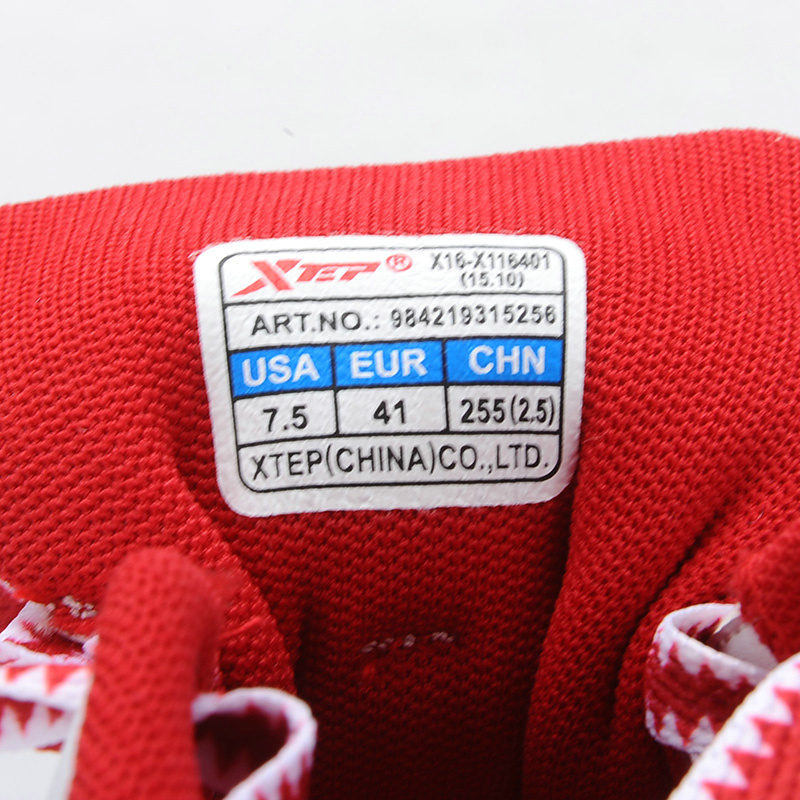 XTEP® X16-X116401
(15.10)
ART.NO.: 984219315256
USA EUR CHN
7.5 41 255(2.5)
XTEP(CHINA)CO.,LTD.